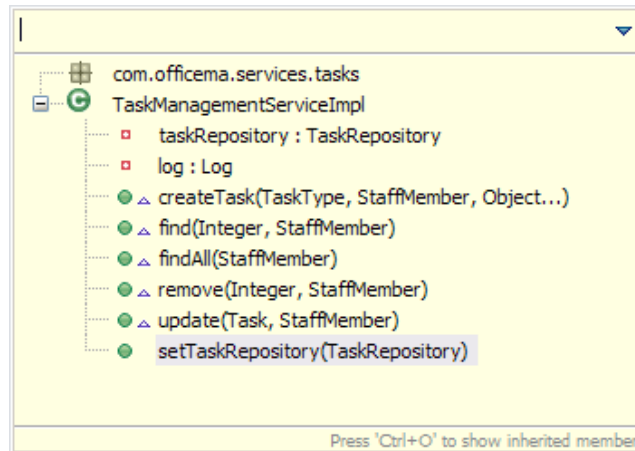 com.officema.services.tasks
TaskManagementServiceImpl
taskRepository : TaskRepository
log : Log
createTask(TaskType, StaffMember, Object...)
find(Integer, StaffMember)
findAll(StaffMember)
remove(Integer, StaffMember)
update(Task, StaffMember)
setTaskRepository(TaskRepository)
Press 'Ctrl+O' to show inherited member